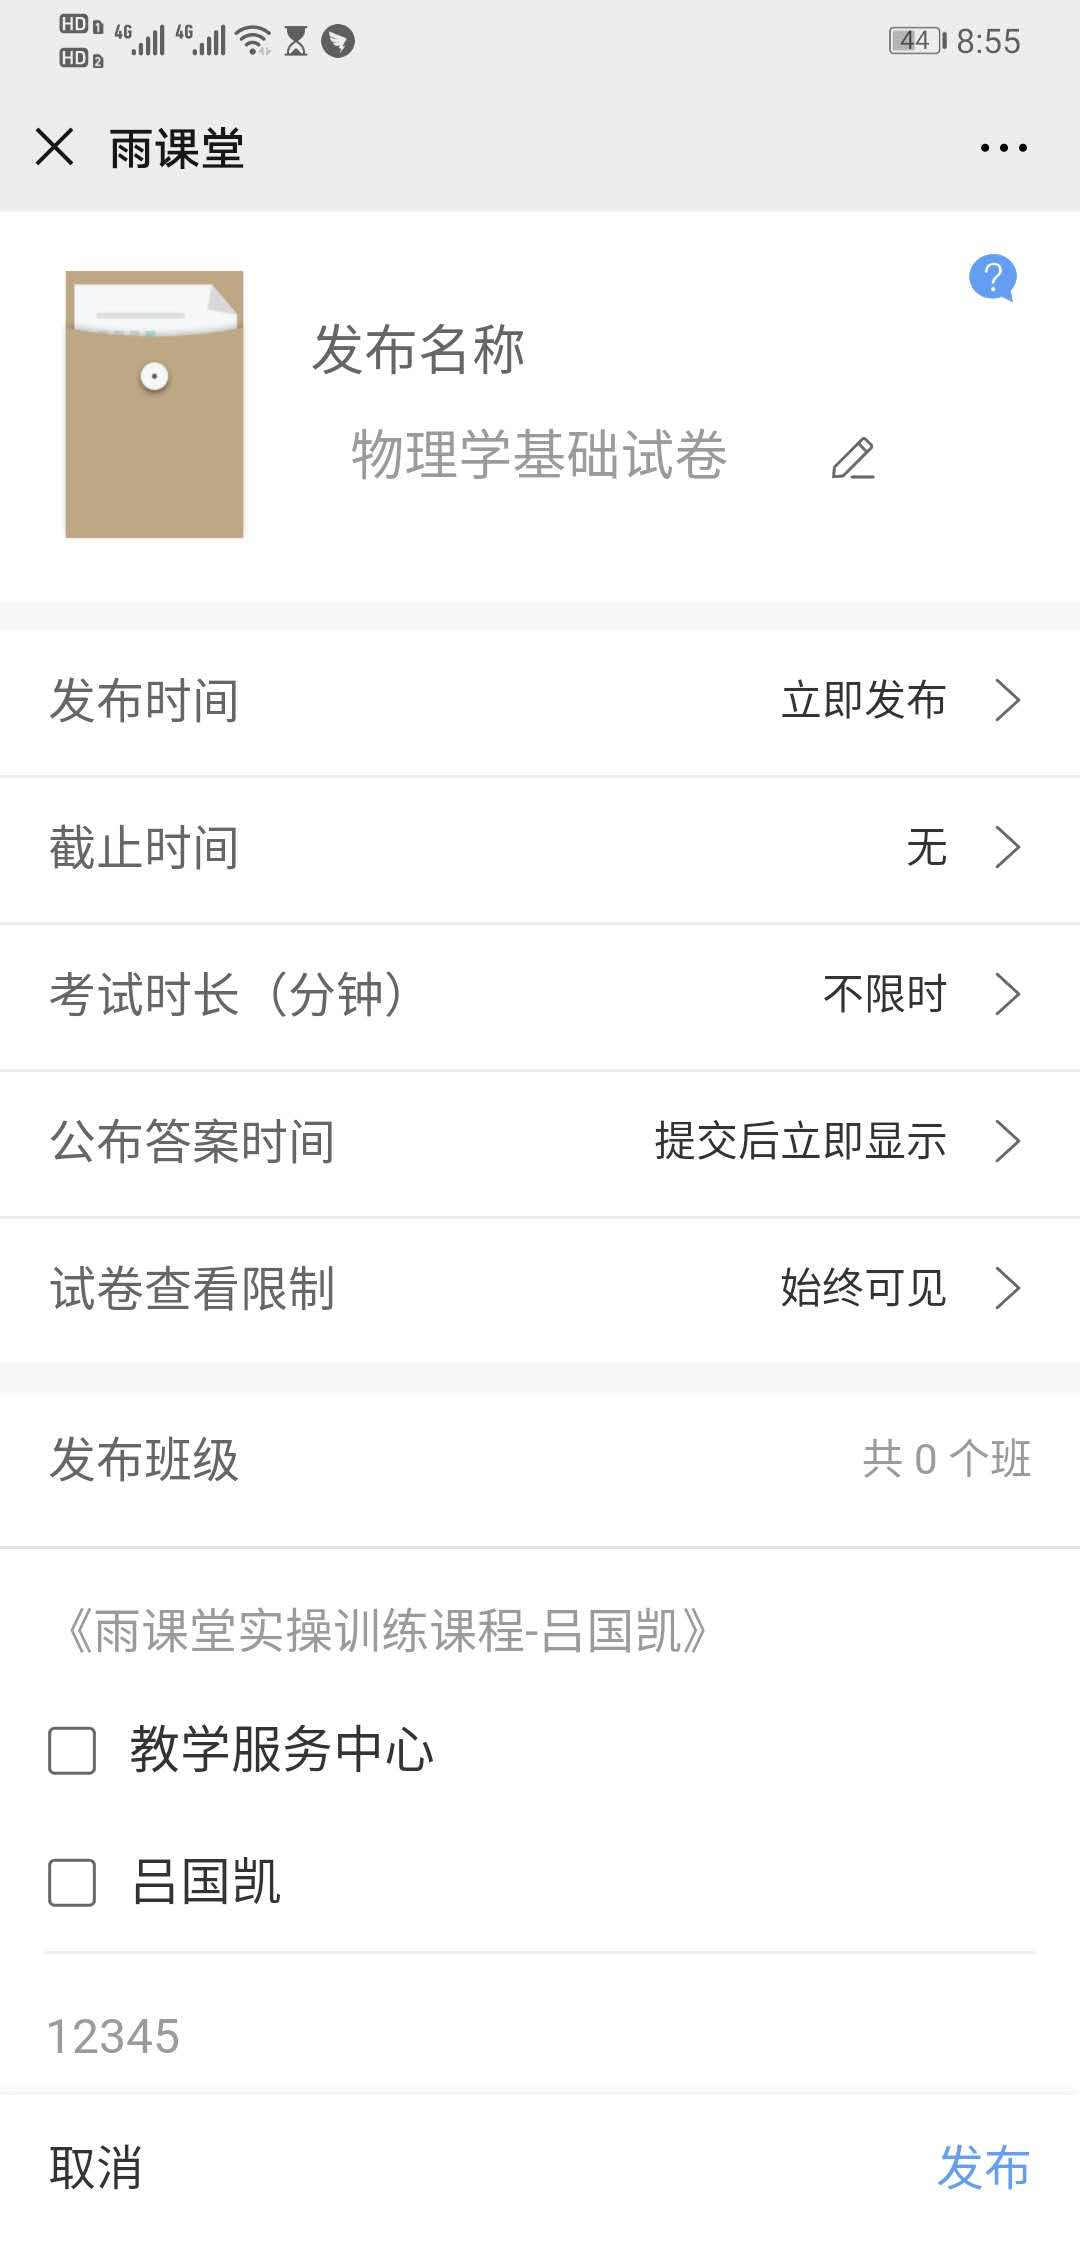 HD 1 4G 4G 44 8:55
HD 2
雨课堂
?
发布名称
物理学基础试卷
发布时间 立即发布
截止时间 无
考试时长（分钟） 不限时
公布答案时间 提交后立即显示
试卷查看限制 始终可见
发布班级 共 0 个班
《雨课堂实操训练课程-吕国凯》
教学服务中心
吕国凯
12345
取消 发布